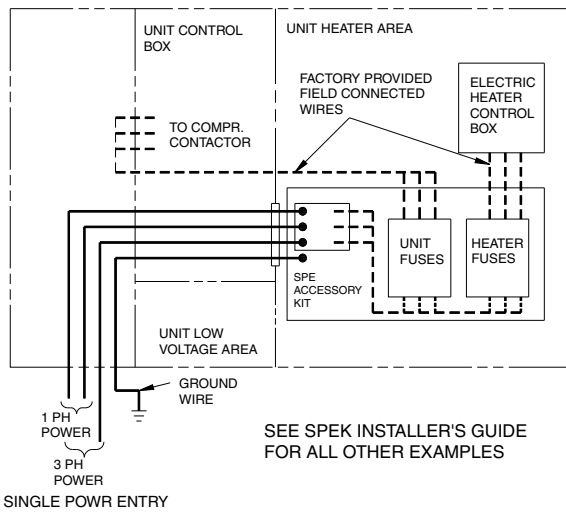 UNIT CONTROL
BOX
UNIT HEATER AREA
FACTORY PROVIDED
FIELD CONNECTED
WIRES
ELECTRIC
HEATER
CONTROL
BOX
TO COMPR.
CONTACTOR
UNIT
FUSES
HEATER
FUSES
SPE
ACCESSORY
KIT
UNIT LOW
VOLTAGE AREA
GROUND
WIRE
1 PH
POWER
3 PH
POWER
SEE SPEK INSTALLER'S GUIDE
FOR ALL OTHER EXAMPLES
SINGLE POWR ENTRY